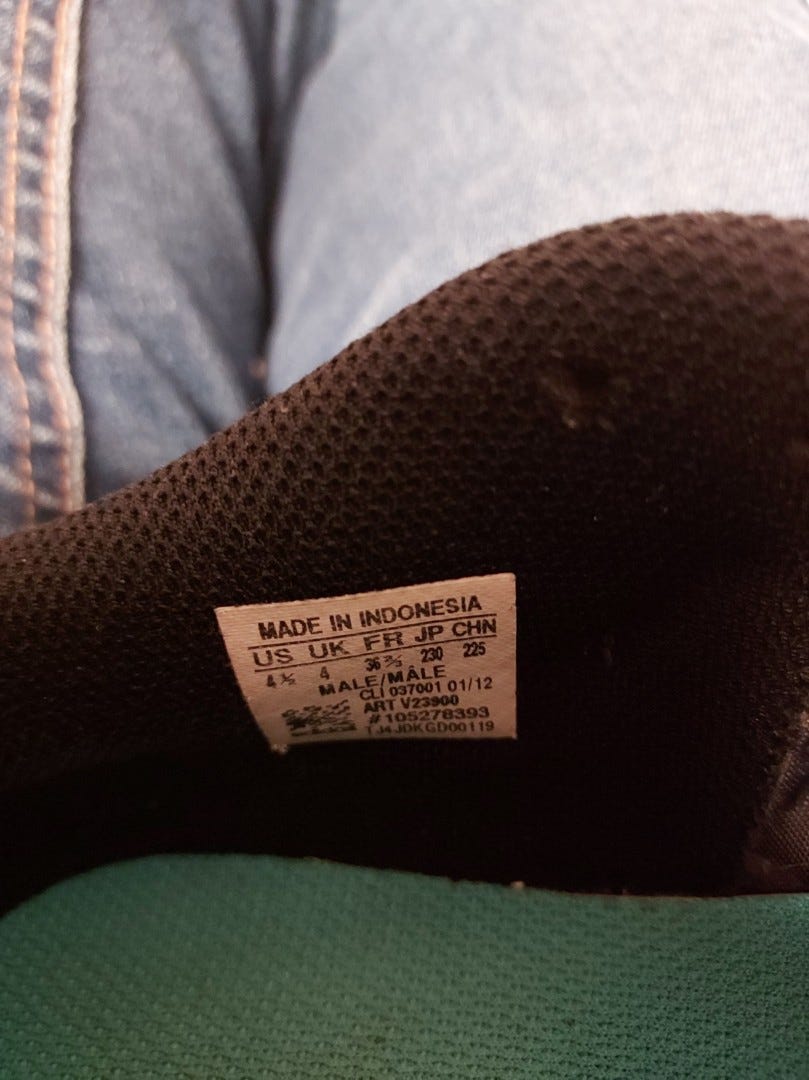 MADE IN INDONESIA
US UK FR JP CHN
4½ 4 36⅔ 230 225
MALE/MÂLE
CLI 037001 01/12
ART V23900
#105278393
TJ4JDKGD00119